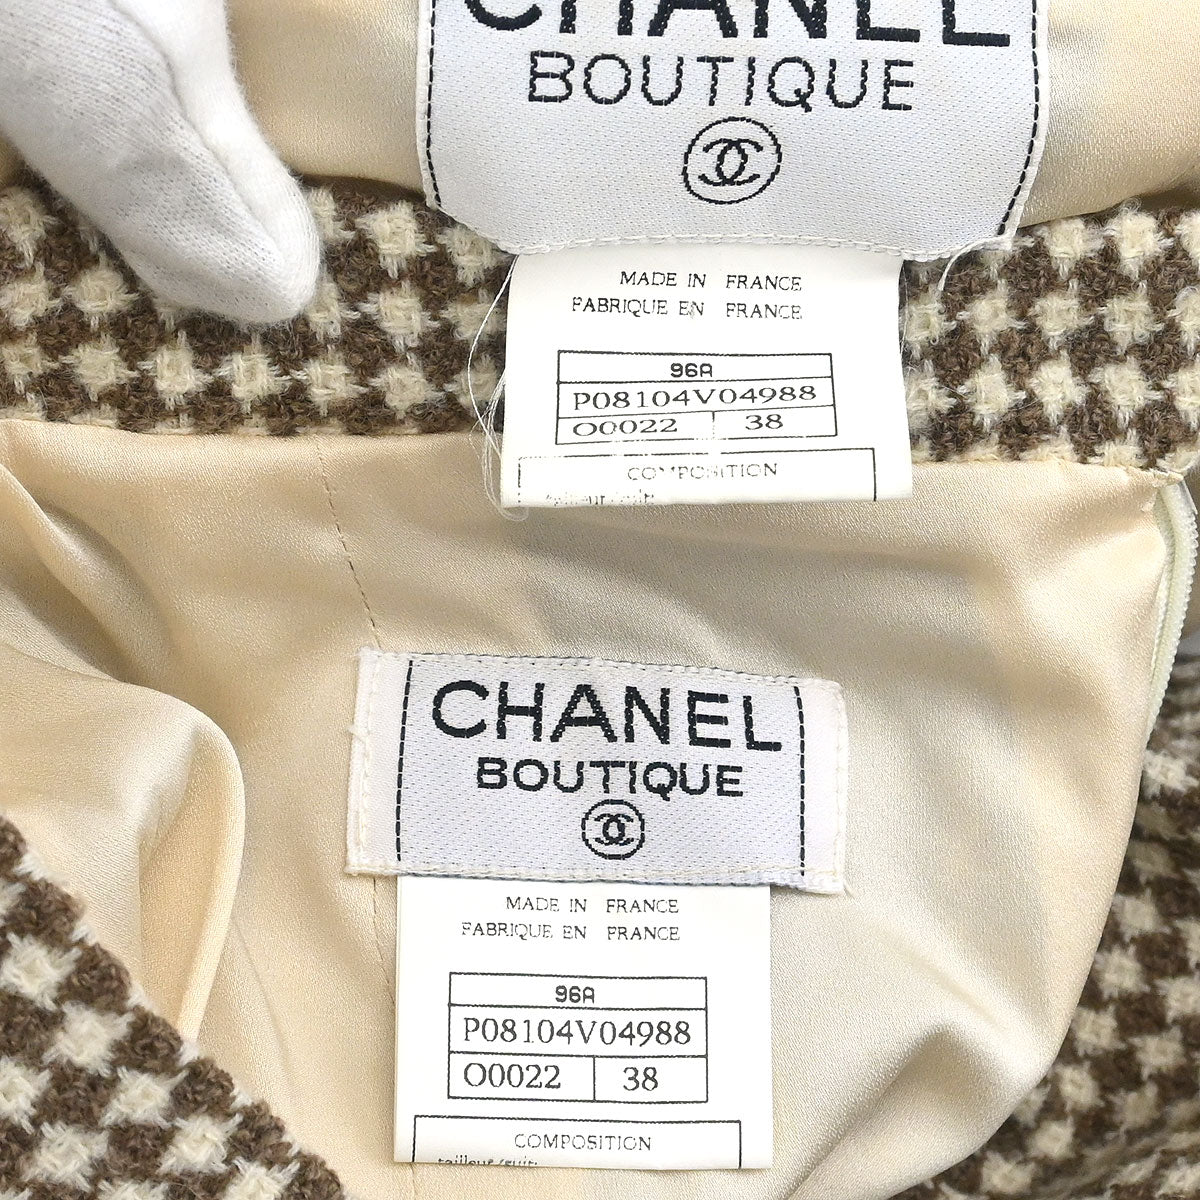 CHANEL
BOUTIQUE
MADE IN FRANCE
FABRIQUE EN FRANCE
96A
P08104V04988
O0022 38
COMPOSITION
CHANEL
BOUTIQUE
MADE IN FRANCE
FABRIQUE EN FRANCE
96A
P08104V04988
O0022 38
COMPOSITION